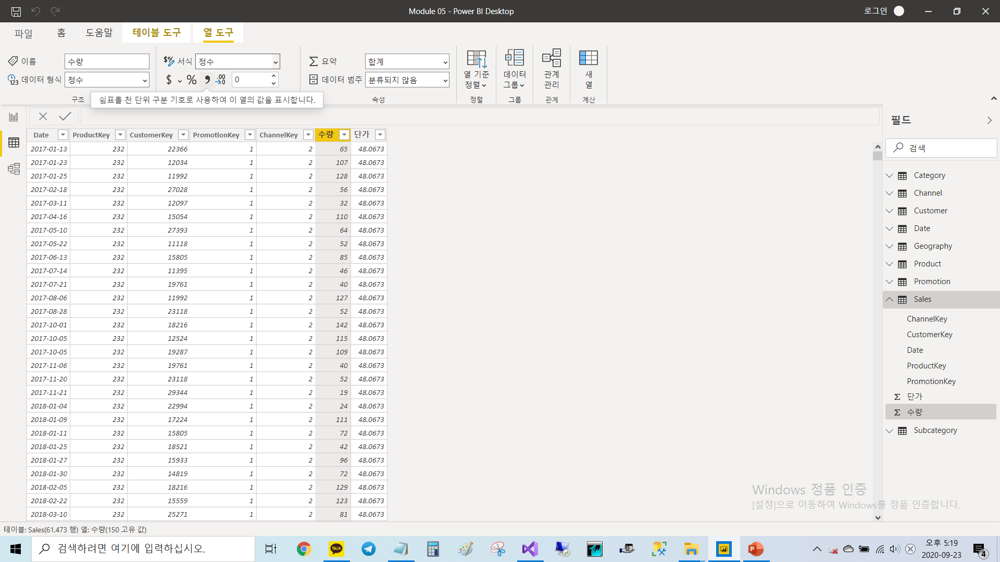 Module 05 - Power BI Desktop
로그인
파일 홈 도움말 테이블 도구 열 도구
이름 수량
데이터 형식 정수
구조
서식 정수
$ % , .00 0
쉼표를 천 단위 구분 기호로 사용하여 이 열의 값을 표시합니다.
요약 합계
데이터 범주 분류되지 않음
속성
열 기준
정렬
정렬
데이터
그룹
그룹
관계
관리
관계
새
열
계산
Date ProductKey CustomerKey PromotionKey ChannelKey 수량 단가
2017-01-13 232 22366 1 2 65 48.0673
2017-01-23 232 12034 1 2 107 48.0673
2017-01-25 232 11992 1 2 128 48.0673
2017-02-18 232 27028 1 2 56 48.0673
2017-03-11 232 12097 1 2 32 48.0673
2017-04-16 232 15054 1 2 110 48.0673
2017-05-10 232 27393 1 2 64 48.0673
2017-05-22 232 11118 1 2 52 48.0673
2017-06-13 232 15805 1 2 85 48.0673
2017-07-14 232 11395 1 2 46 48.0673
2017-07-21 232 19761 1 2 40 48.0673
2017-08-06 232 11992 1 2 127 48.0673
2017-08-28 232 23118 1 2 52 48.0673
2017-10-01 232 18216 1 2 142 48.0673
2017-10-05 232 12524 1 2 115 48.0673
2017-10-05 232 19287 1 2 109 48.0673
2017-11-06 232 19761 1 2 40 48.0673
2017-11-20 232 23118 1 2 52 48.0673
2017-11-21 232 29344 1 2 19 48.0673
2018-01-04 232 22994 1 2 24 48.0673
2018-01-09 232 17224 1 2 111 48.0673
2018-01-11 232 15805 1 2 72 48.0673
2018-01-25 232 18521 1 2 42 48.0673
2018-01-27 232 15933 1 2 96 48.0673
2018-01-30 232 14819 1 2 72 48.0673
2018-02-05 232 18216 1 2 129 48.0673
2018-02-22 232 15559 1 2 123 48.0673
2018-03-10 232 25271 1 2 81 48.0673
필드
검색
Category
Channel
Customer
Date
Geography
Product
Promotion
Sales
ChannelKey
CustomerKey
Date
ProductKey
PromotionKey
단가
수량
Subcategory
Windows 정품 인증
[설정]으로 이동하여 Windows를 정품 인증합니다.
테이블: Sales(61,473 행) 열: 수량(150 고유 값)
검색하려면 여기에 입력하십시오.
TALK
오후 5:19
2020-09-23
4